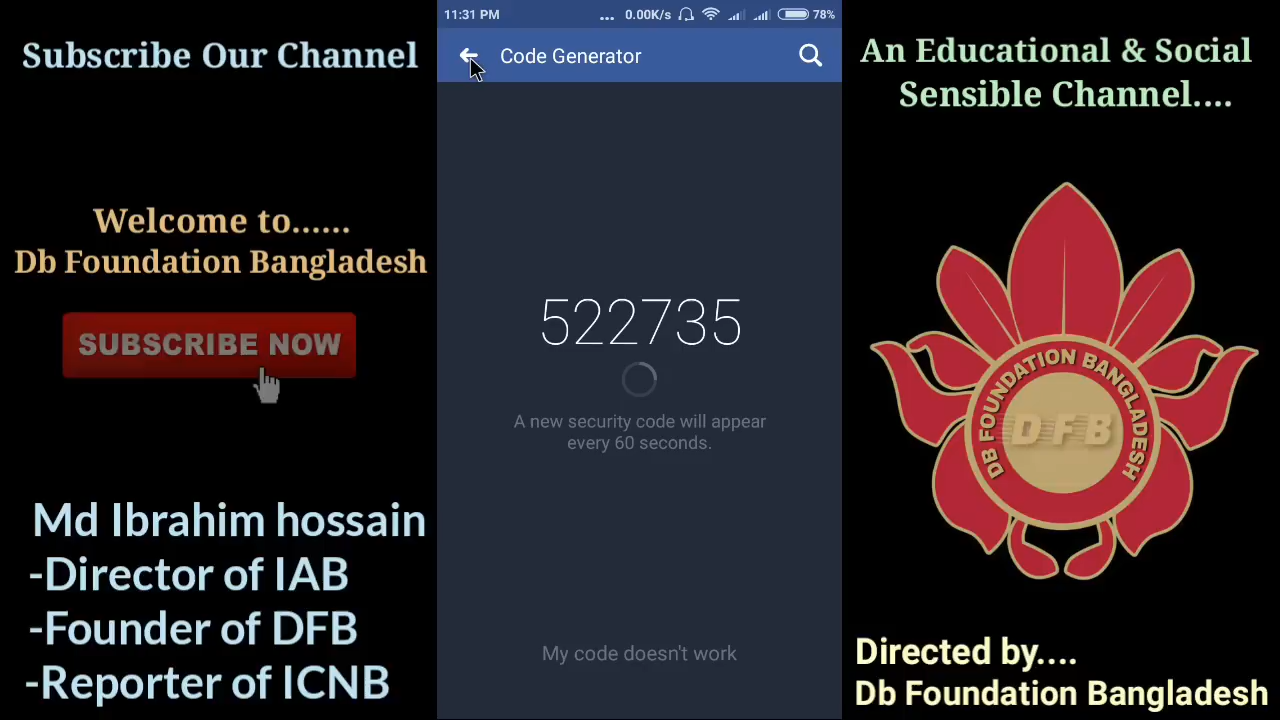 Subscribe Our Channel
Welcome to......
Db Foundation Bangladesh
SUBSCRIBE NOW
Md Ibrahim hossain
-Director of IAB
-Founder of DFB
-Reporter of ICNB
11:31 PM
... 0.00K/s 78%
Code Generator
522735
A new security code will appear
every 60 seconds.
My code doesn't work
An Educational & Social
Sensible Channel....
DB FOUNDATION BANGLADESH
DFB
Directed by....
Db Foundation Bangladesh